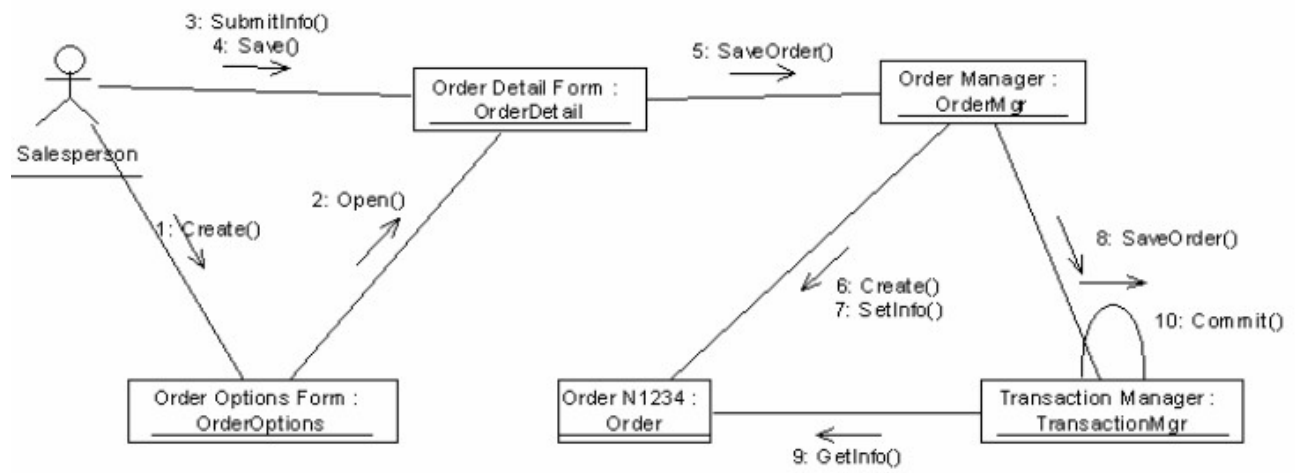 3: SubmitInfo()
4: Save()
5: SaveOrder()
Order Detail Form :
OrderDetail
Order Manager :
OrderMgr
Salesperson
2: Open()
1: Create()
8: SaveOrder()
6: Create()
7: SetInfo()
10: Commit()
Order Options Form :
OrderOptions
Order N1234 :
Order
Transaction Manager :
TransactionMgr
9: GetInfo()